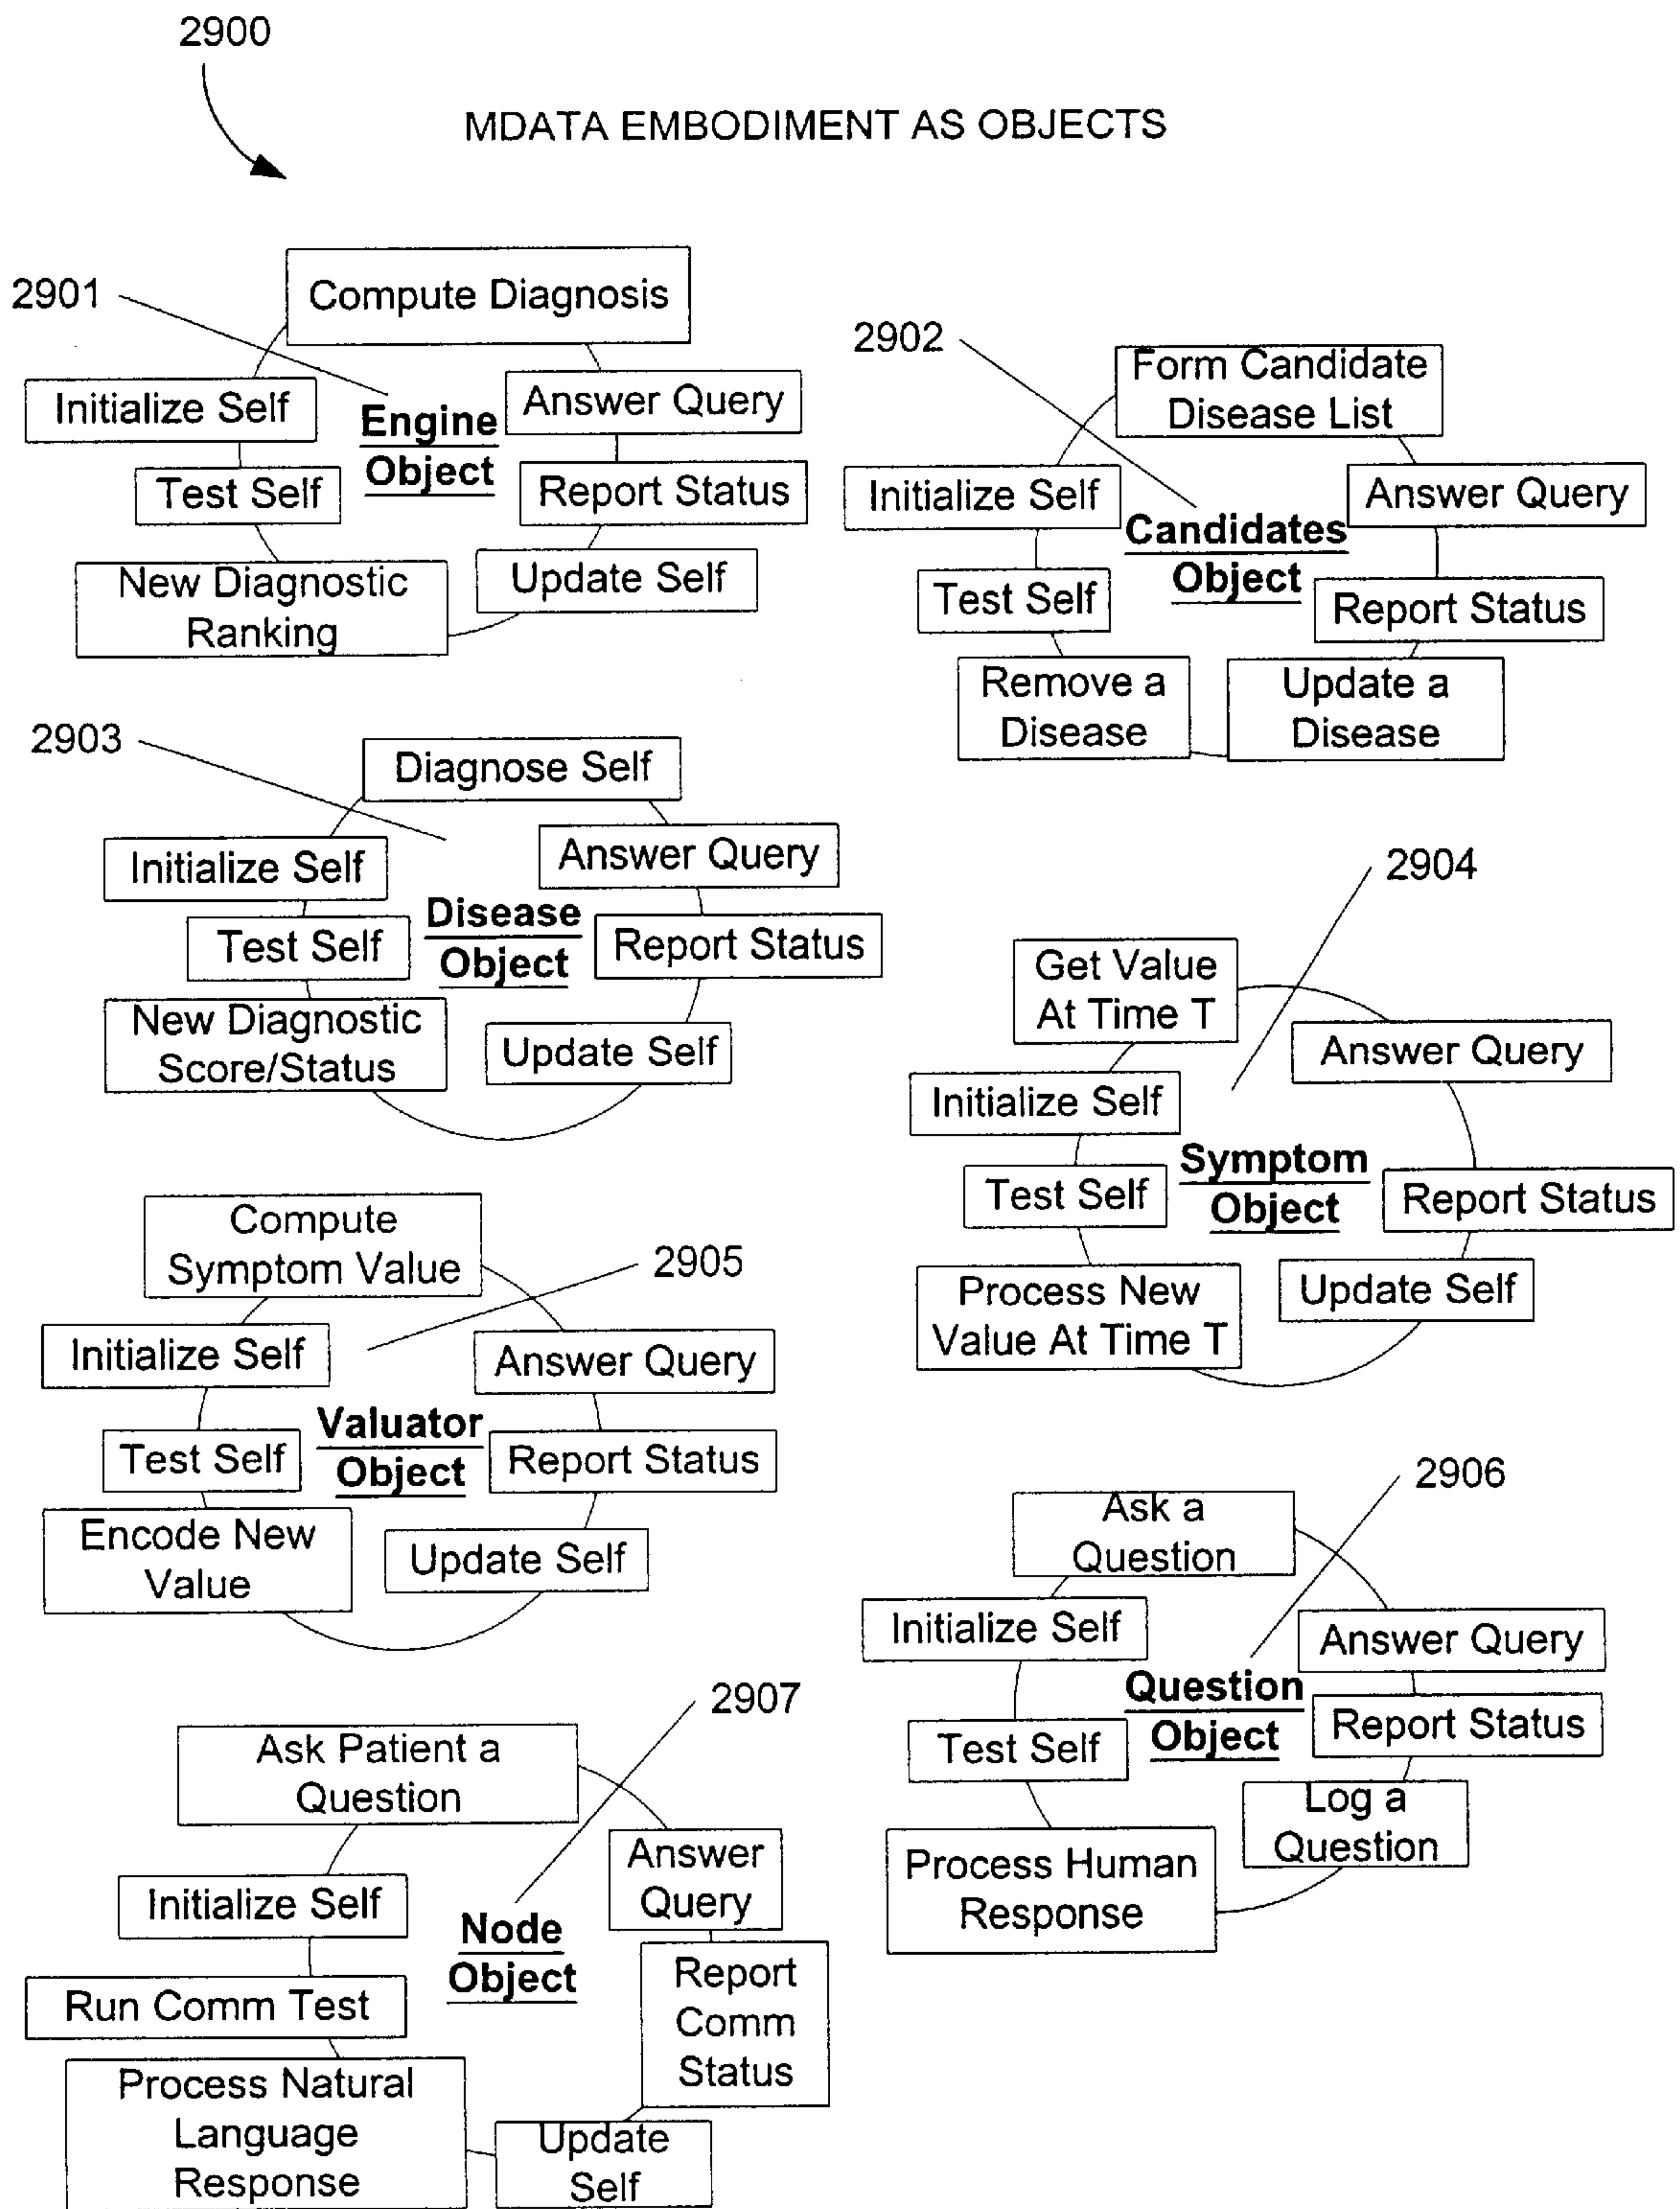 2900
MDATA EMBODIMENT AS OBJECTS
2901
Compute Diagnosis
Initialize Self
Engine
Object
Answer Query
Test Self
Report Status
New Diagnostic
Ranking
Update Self
2902
Form Candidate
Disease List
Initialize Self
Candidates
Object
Answer Query
Test Self
Report Status
Remove a
Disease
Update a
Disease
2903
Diagnose Self
Initialize Self
Disease
Object
Answer Query
Test Self
Report Status
New Diagnostic
Score/Status
Update Self
2904
Get Value
At Time T
Answer Query
Initialize Self
Symptom
Object
Test Self
Report Status
Process New
Value At Time T
Update Self
Compute
Symptom Value
2905
Initialize Self
Answer Query
Valuator
Object
Test Self
Report Status
Encode New
Value
Update Self
2906
Ask a
Question
Initialize Self
Answer Query
Question
Object
Test Self
Report Status
Log a
Question
Process Human
Response
2907
Ask Patient a
Question
Answer
Query
Initialize Self
Node
Object
Run Comm Test
Report
Comm
Status
Process Natural
Language
Response
Update
Self